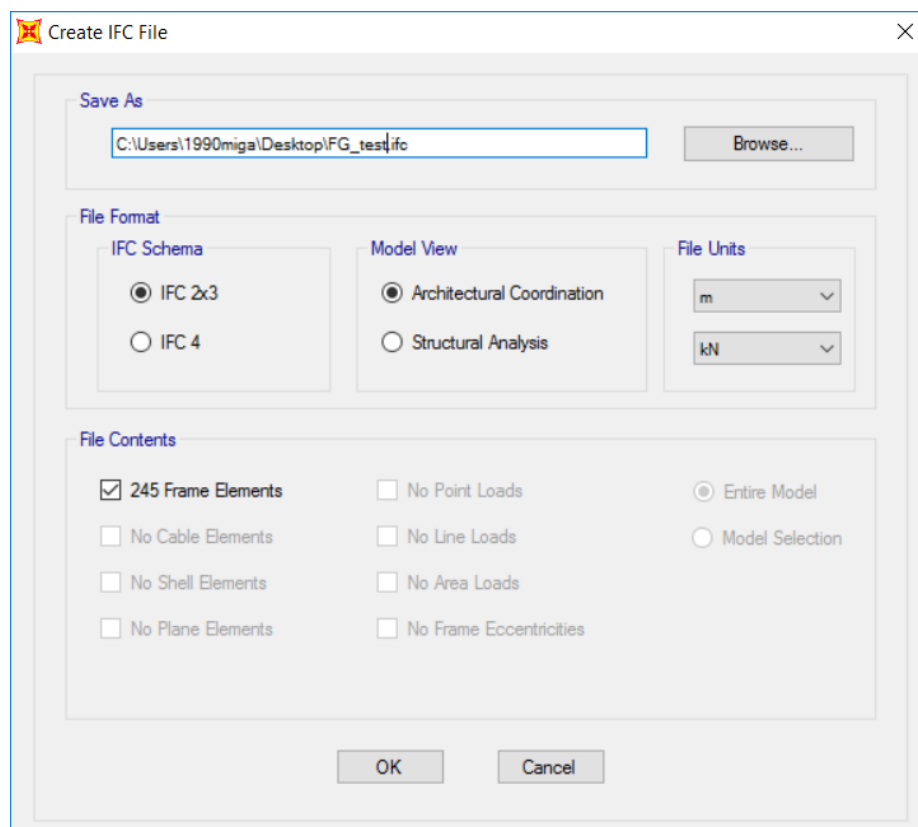 Create IFC File
Save As
C:\Users\1990miga\Desktop\FG_test.ifc
Browse...
File Format
IFC Schema
IFC 2x3
IFC 4
Model View
Architectural Coordination
Structural Analysis
File Units
m
kN
File Contents
245 Frame Elements
No Cable Elements
No Shell Elements
No Plane Elements
No Point Loads
No Line Loads
No Area Loads
No Frame Eccentricities
Entire Model
Model Selection
OK
Cancel